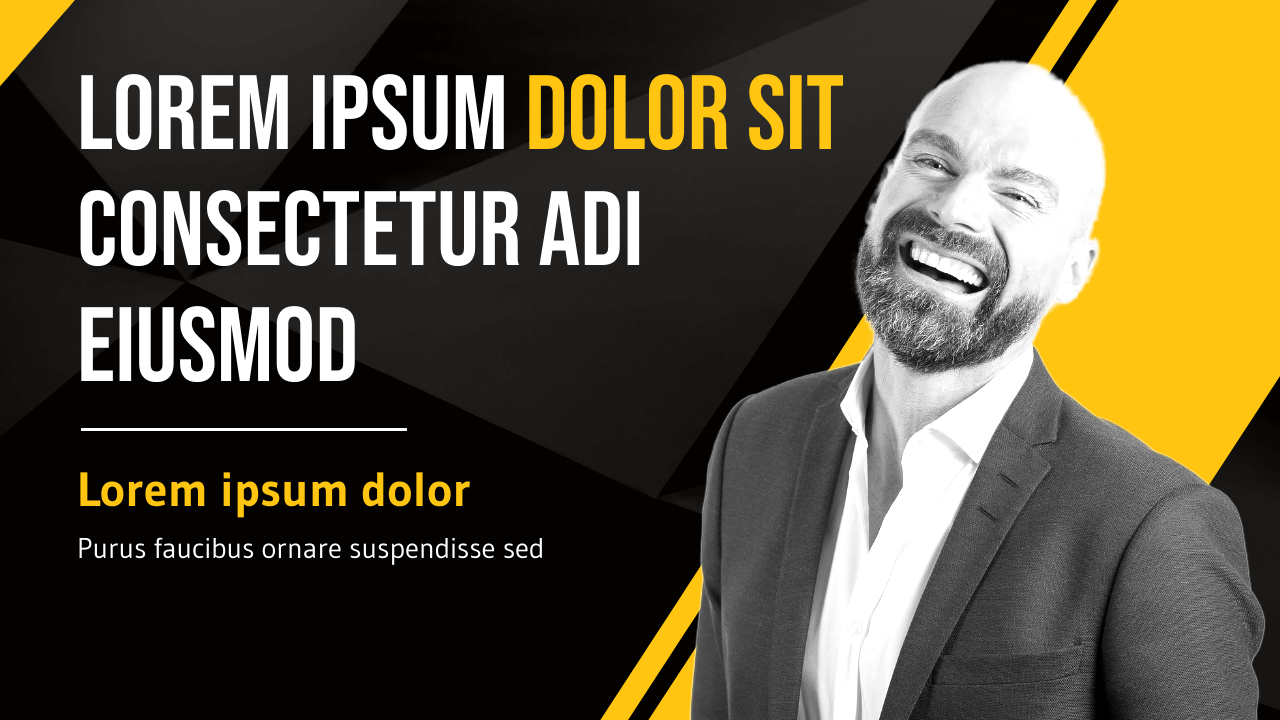 LOREM IPSUM DOLOR SIT
CONSECTETUR ADI
EIUSMOD
Lorem ipsum dolor
Purus faucibus ornare suspendisse sed